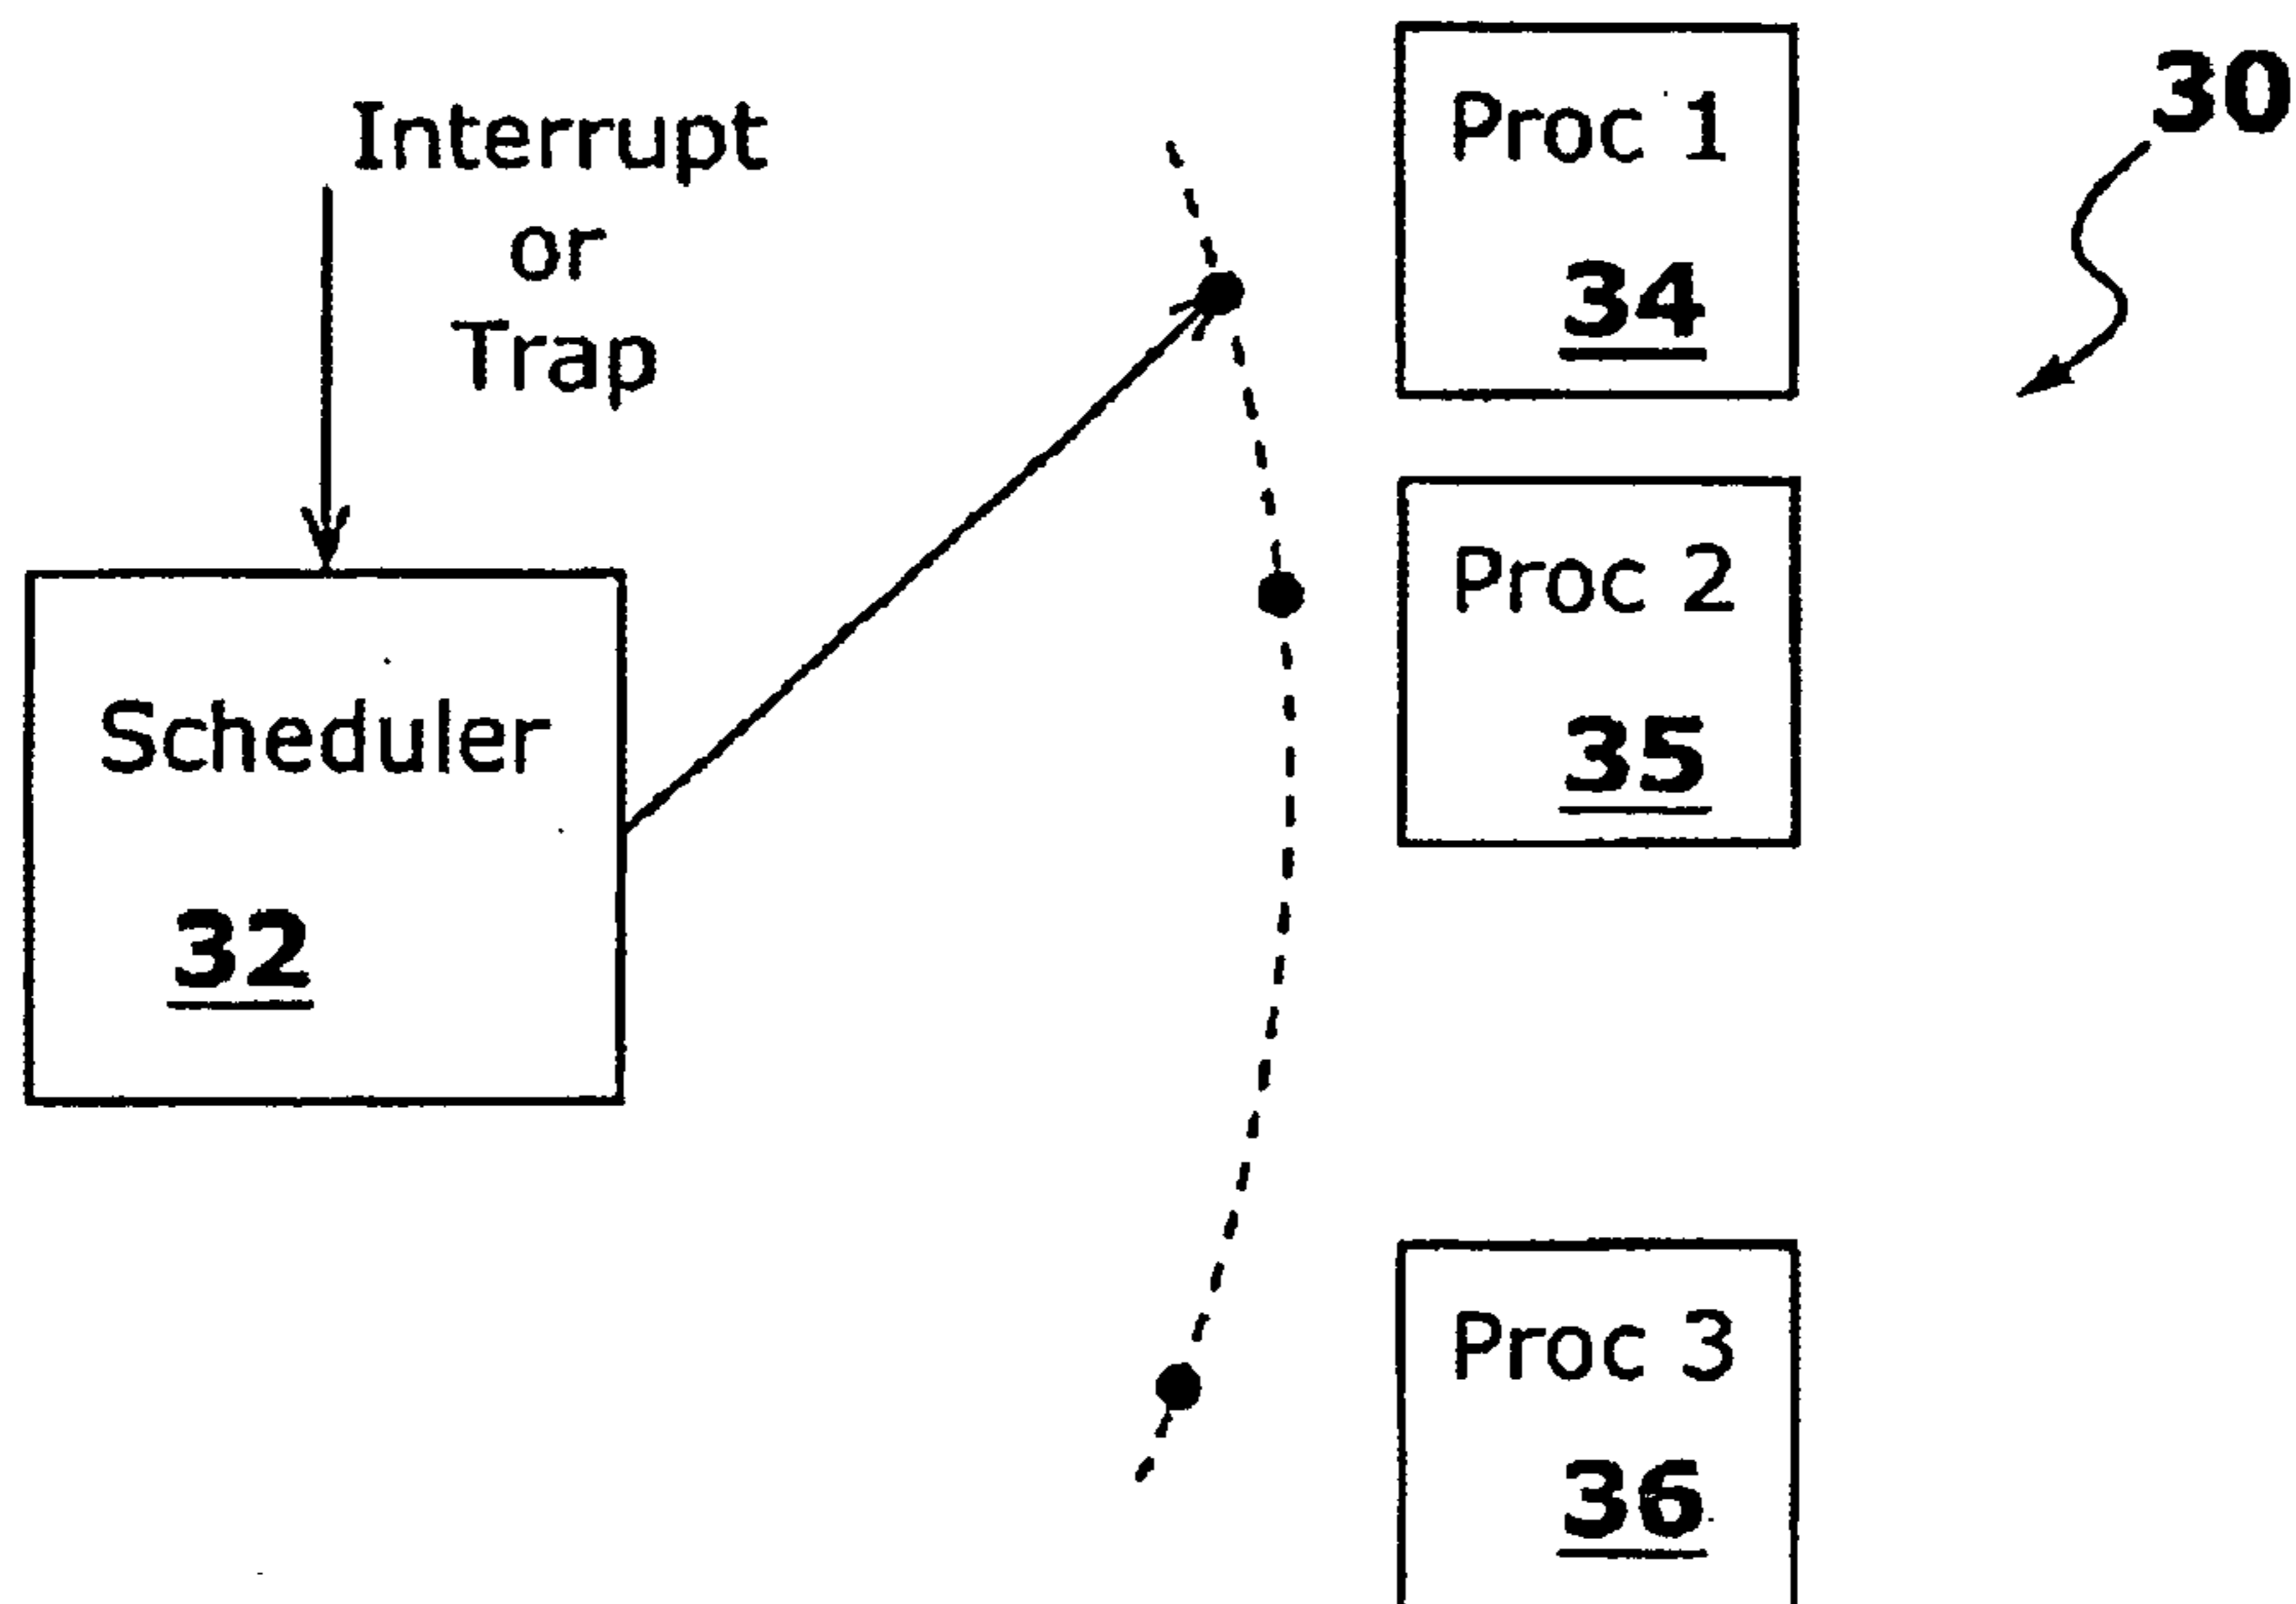 Interrupt
or
Trap
Scheduler
32
Proc 1
34
Proc 2
35
Proc 3
36
30